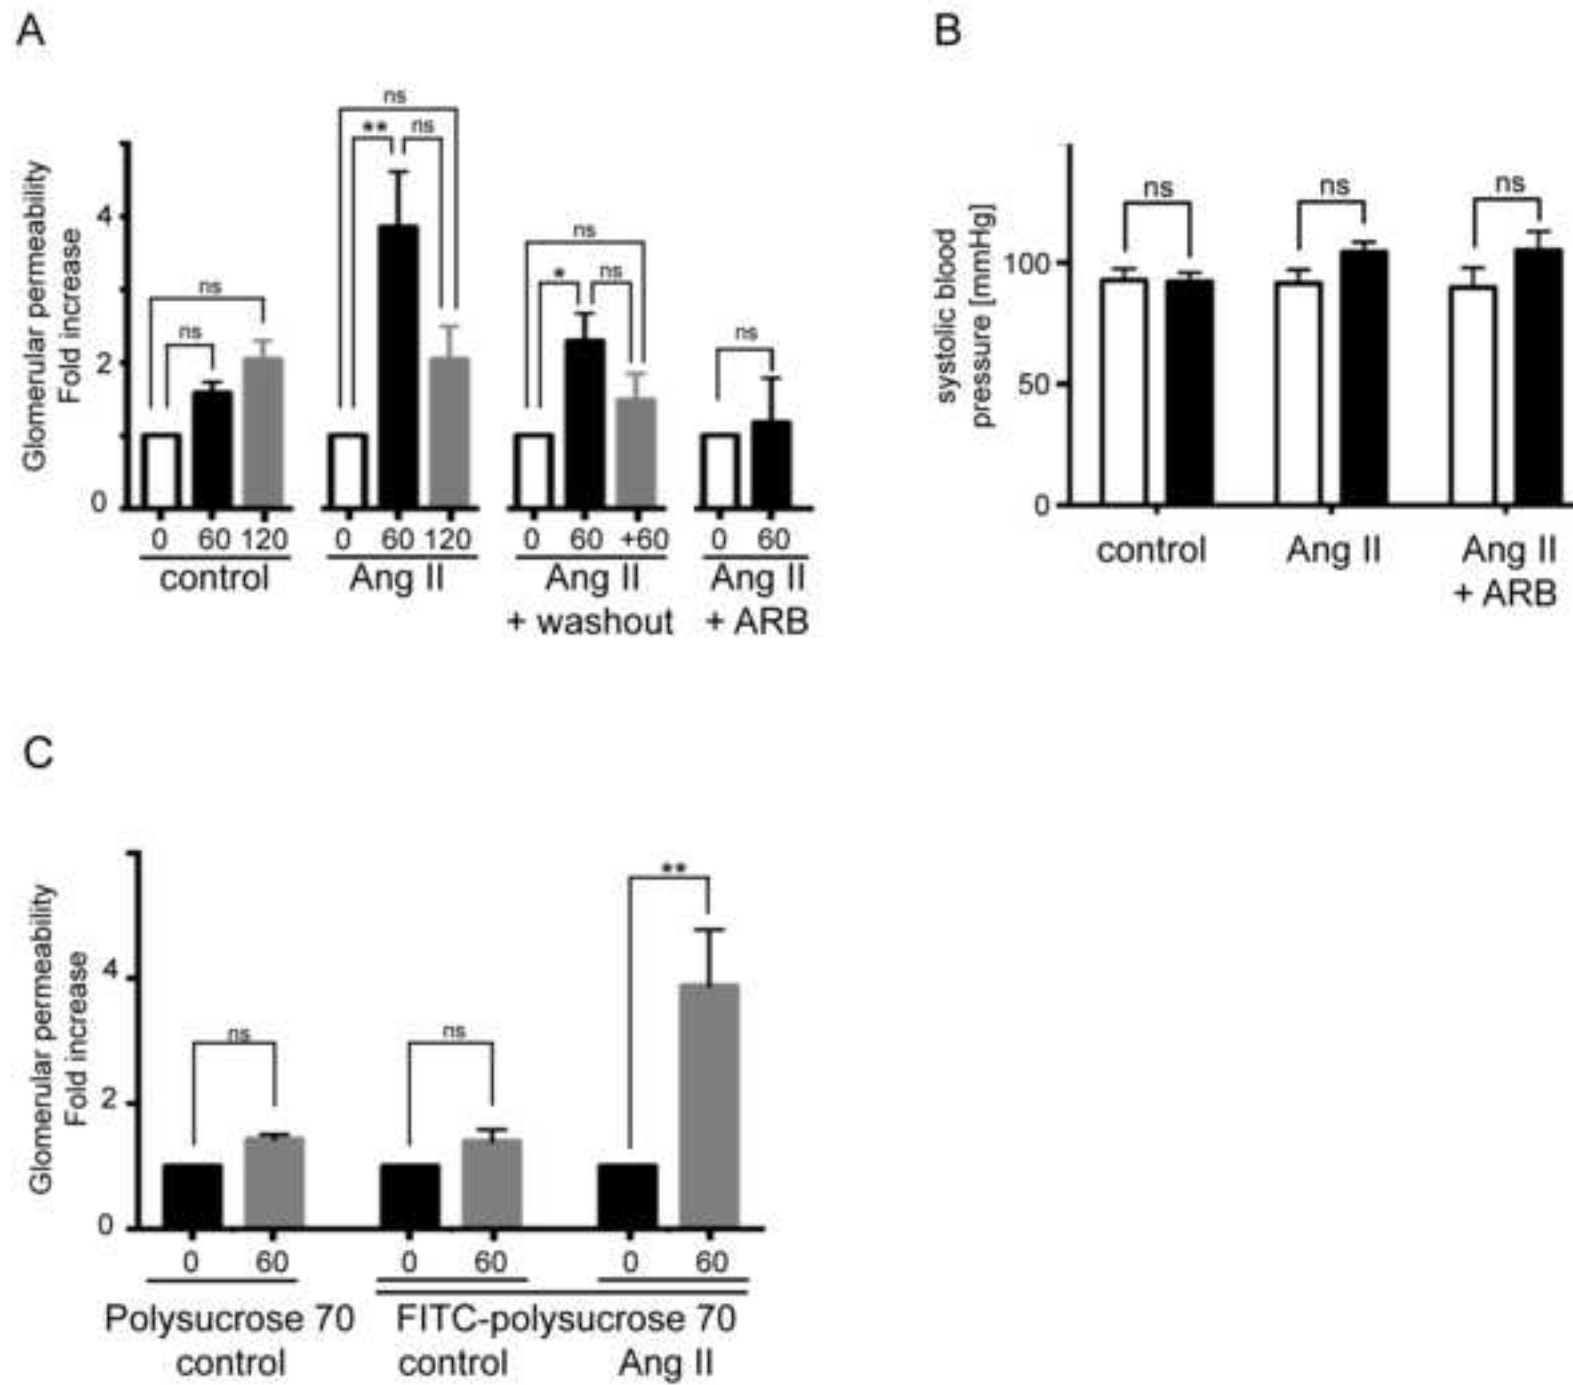 A
Glomerular permeability
Fold increase
4
2
0
ns
ns
ns
** ns
ns
* ns
ns
0 60 120 0 60 120 0 60 +60 0 60
control Ang II Ang II Ang II
+ washout + ARB
B
systolic blood
pressure [mmHg]
100
50
0
ns ns ns
control Ang II Ang II
+ ARB
C
Glomerular permeability
Fold increase
4
2
0
ns ns **
0 60 0 60 0 60
Polysucrose 70 FITC-polysucrose 70
control control Ang II